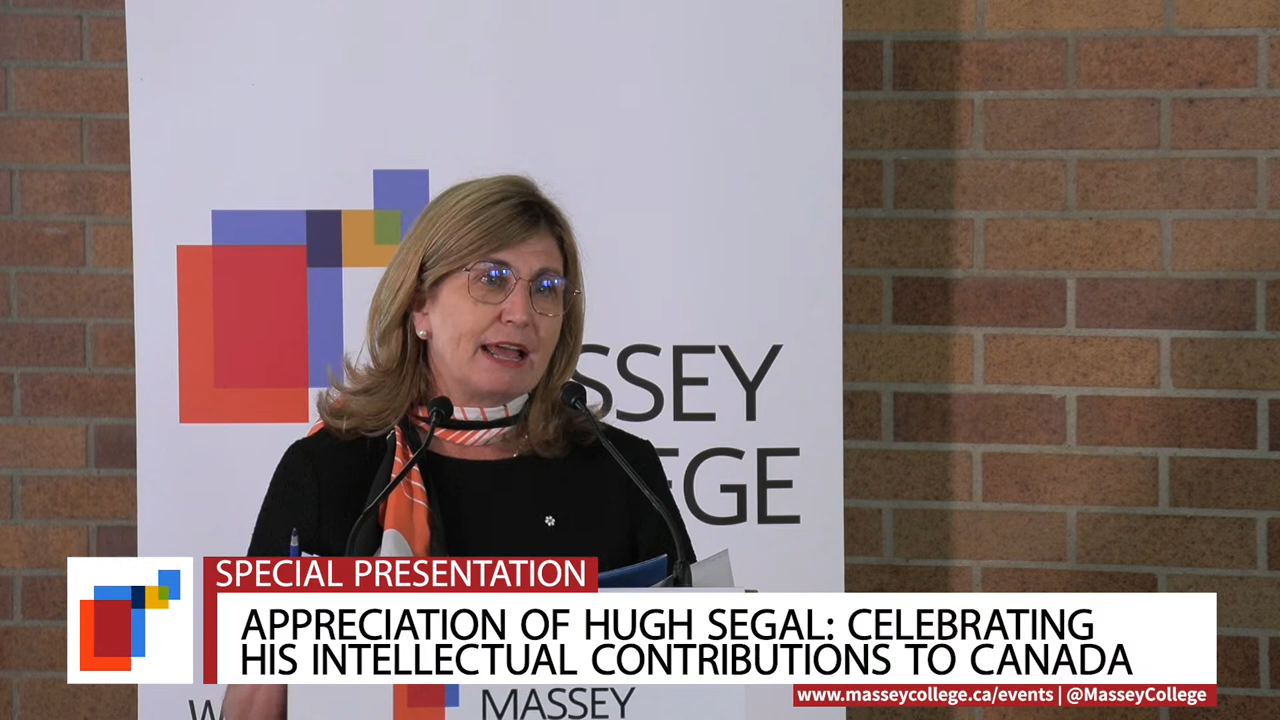 SSEY
EGE
SPECIAL PRESENTATION
APPRECIATION OF HUGH SEGAL: CELEBRATING
HIS INTELLECTUAL CONTRIBUTIONS TO CANADA
www.masseycollege.ca/events | @MasseyCollege
W
MASSEY